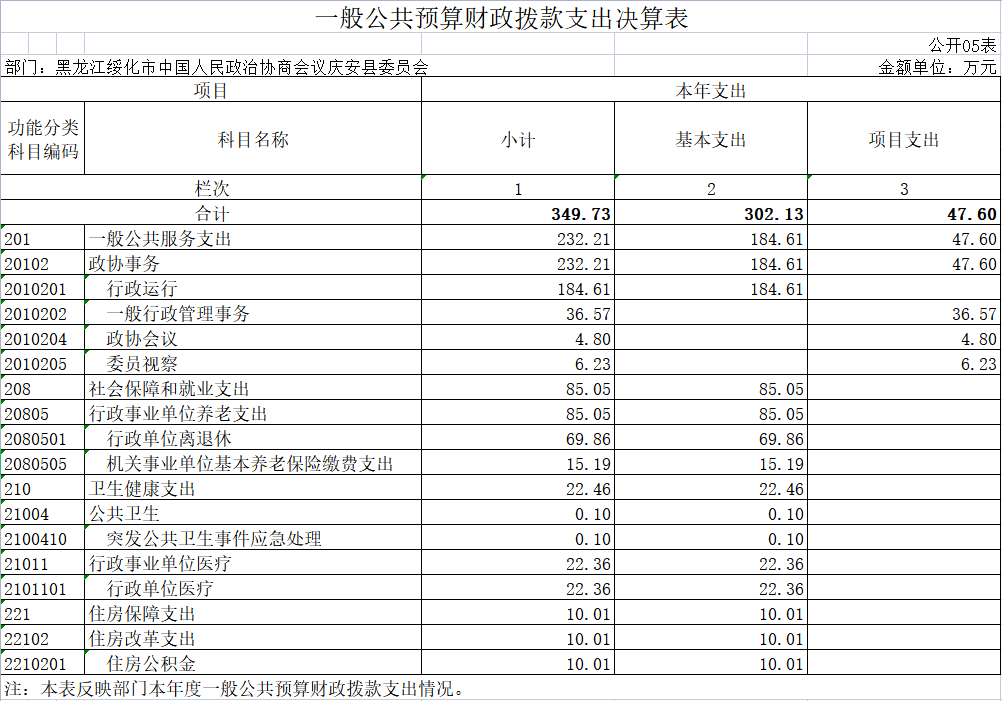 一般公共预算财政拨款支出决算表
公开05表
部门：黑龙江绥化市中国人民政治协商会议庆安县委员会 金额单位：万元
项目 本年支出
功能分类科目编码 科目名称 小计 基本支出 项目支出
栏次 1 2 3
合计 349.73 302.13 47.60
201 一般公共服务支出 232.21 184.61 47.60
20102 政协事务 232.21 184.61 47.60
2010201 行政运行 184.61 184.61
2010202 一般行政管理事务 36.57 36.57
2010204 政协会议 4.80 4.80
2010205 委员视察 6.23 6.23
208 社会保障和就业支出 85.05 85.05
20805 行政事业单位养老支出 85.05 85.05
2080501 行政单位离退休 69.86 69.86
2080505 机关事业单位基本养老保险缴费支出 15.19 15.19
210 卫生健康支出 22.46 22.46
21004 公共卫生 0.10 0.10
2100410 突发公共卫生事件应急处理 0.10 0.10
21011 行政事业单位医疗 22.36 22.36
2101101 行政单位医疗 22.36 22.36
221 住房保障支出 10.01 10.01
22102 住房改革支出 10.01 10.01
2210201 住房公积金 10.01 10.01
注：本表反映部门本年度一般公共预算财政拨款支出情况。